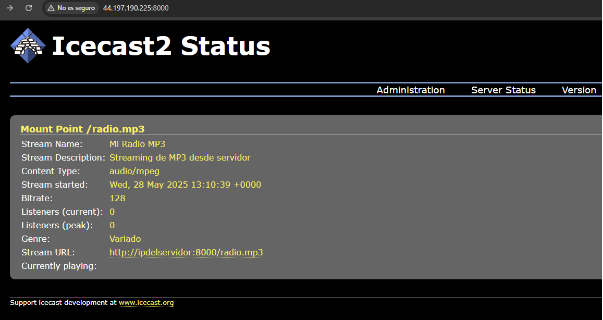 No es seguro 44.197.190.225:8000
Icecast2 Status
Administration Server Status Version
Mount Point /radio.mp3
Stream Name: Mi Radio MP3
Stream Description: Streaming de MP3 desde servidor
Content Type: audio/mpeg
Stream started: Wed, 28 May 2025 13:10:39 +0000
Bitrate: 128
Listeners (current): 0
Listeners (peak): 0
Genre: Variado
Stream URL: http://ipdelservidor:8000/radio.mp3
Currently playing:
Support icecast development at www.icecast.org